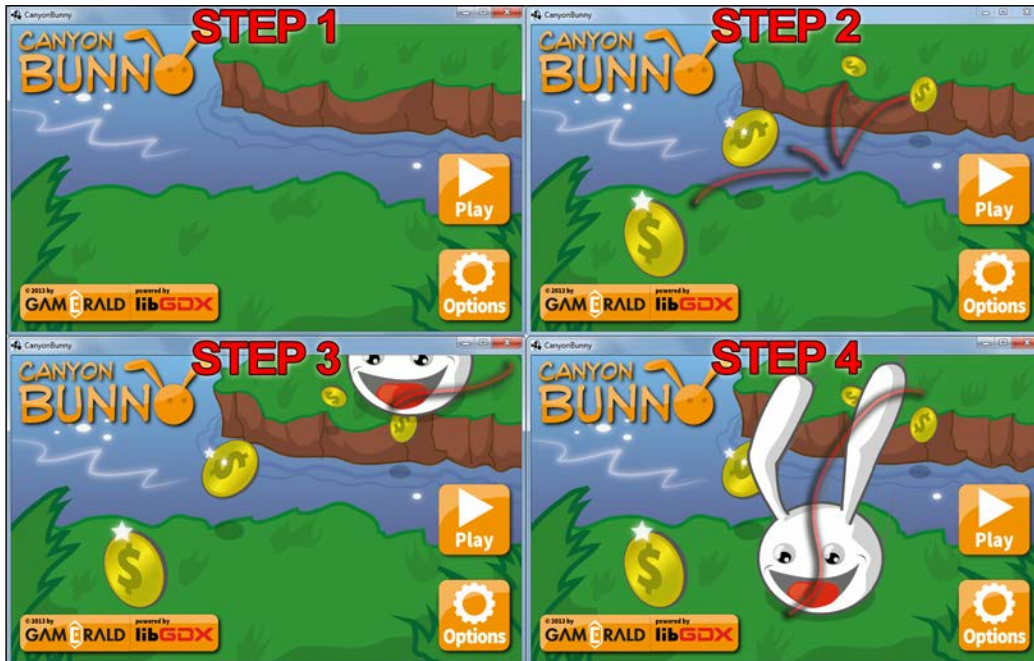 CanyonBunny
STEP 1
CANYON
BUNN
Play
Options
© 2013 by
GAMERALD
powered by
libGDX
CanyonBunny
STEP 2
CANYON
BUNN
$
$
$
$
Play
Options
© 2013 by
GAMERALD
powered by
libGDX
CanyonBunny
STEP 3
CANYON
BUNN
$
$
$
$
Play
Options
© 2013 by
GAMERALD
powered by
libGDX
CanyonBunny
STEP 4
CANYON
BUNN
$
$
$
$
Play
Options
© 2013 by
GAMERALD
powered by
libGDX